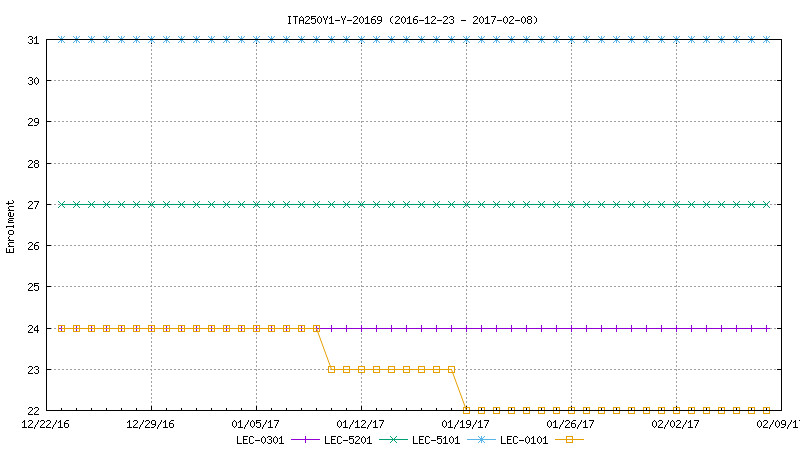 ITA250Y1-Y-20169 (2016-12-23 - 2017-02-08)
31
30
29
28
27
26
25
24
23
22
Enrolment
12/22/16 12/29/16 01/05/17 01/12/17 01/19/17 01/26/17 02/02/17 02/09/17
LEC-0301 LEC-5201 LEC-5101 LEC-0101